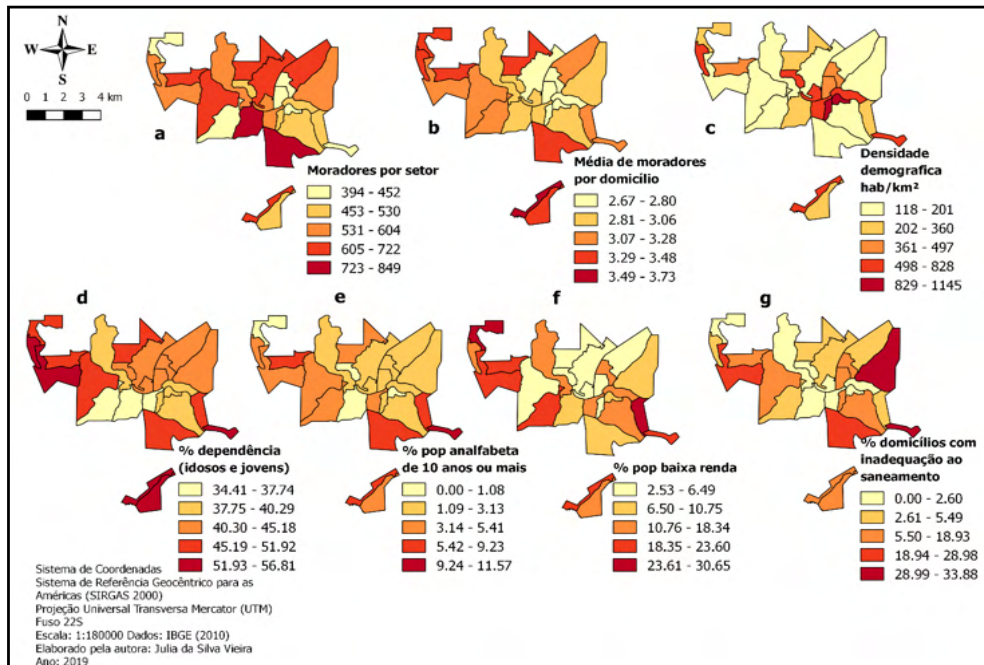 N
W E
S
0 1 2 3 4 km
a
Moradores por setor
394 - 452
453 - 530
531 - 604
605 - 722
723 - 849
b
Média de moradores
por domicílio
2.67 - 2.80
2.81 - 3.06
3.07 - 3.28
3.29 - 3.48
3.49 - 3.73
c
Densidade
demografica
hab/km²
118 - 201
202 - 360
361 - 497
498 - 828
829 - 1145
d
% dependência
(idosos e jovens)
34.41 - 37.74
37.75 - 40.29
40.30 - 45.18
45.19 - 51.92
51.93 - 56.81
e
% pop analfabeta
de 10 anos ou mais
0.00 - 1.08
1.09 - 3.13
3.14 - 5.41
5.42 - 9.23
9.24 - 11.57
f
% pop baixa renda
2.53 - 6.49
6.50 - 10.75
10.76 - 18.34
18.35 - 23.60
23.61 - 30.65
g
% domicílios com
inadequação ao
saneamento
0.00 - 2.60
2.61 - 5.49
5.50 - 18.93
18.94 - 28.98
28.99 - 33.88
Sistema de Coordenadas
Sistema de Referência Geocêntrico para as
Américas (SIRGAS 2000)
Projeção Universal Transversa Mercator (UTM)
Fuso 22S
Escala: 1:180000 Dados: IBGE (2010)
Elaborado pela autora: Julia da Silva Vieira
Ano: 2019